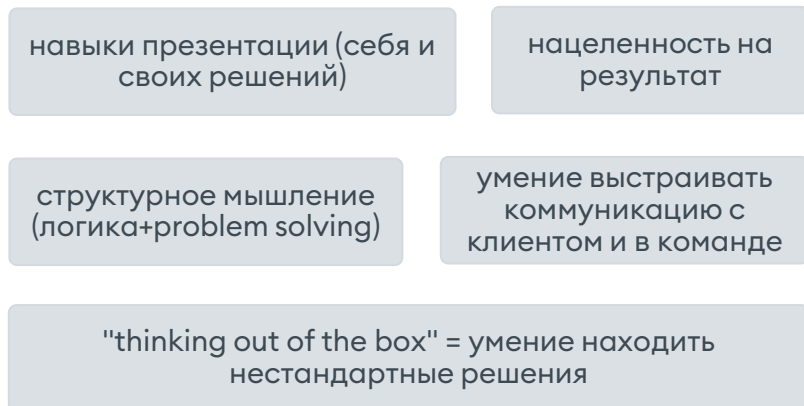 навыки презентации (себя и
своих решений)
нацеленность на
результат
структурное мышление
(логика+problem solving)
умение выстраивать
коммуникацию с
клиентом и в команде
"thinking out of the box" = умение находить
нестандартные решения